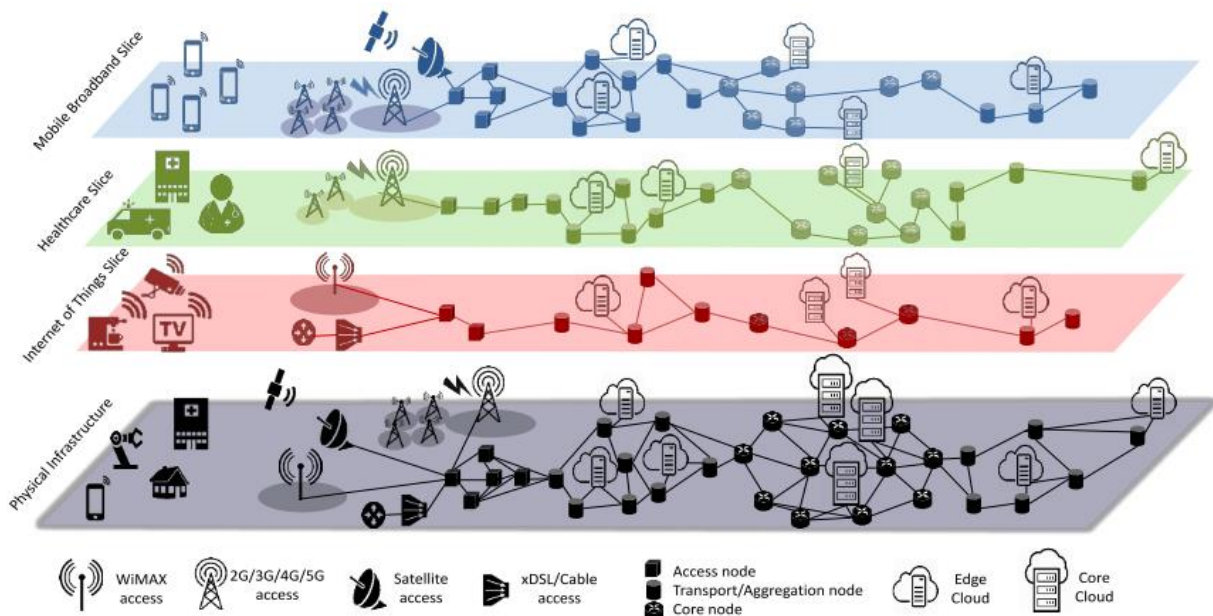 Mobile Broadband Slice
Healthcare Slice
Internet of Things Slice
TV
Physical Infrastructure
WiMAX
access
2G/3G/4G/5G
access
Satellite
access
xDSL/Cable
access
Access node
Transport/Aggregation node
Core node
Edge
Cloud
Core
Cloud